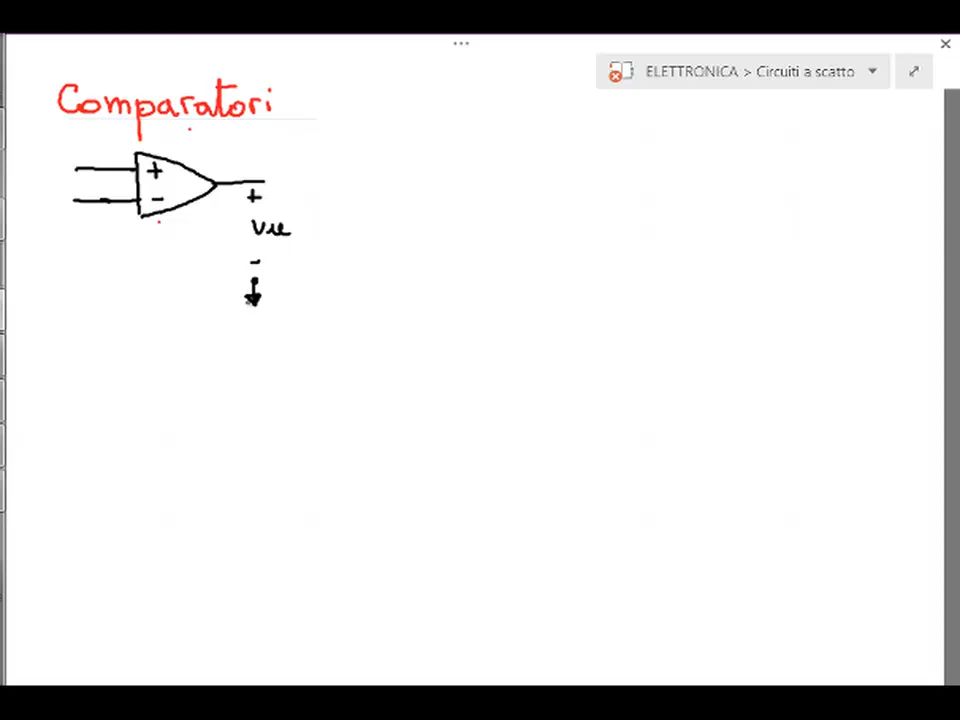 ELETTRONICA > Circuiti a scatto
Comparatori
+
-
+
Vu
-